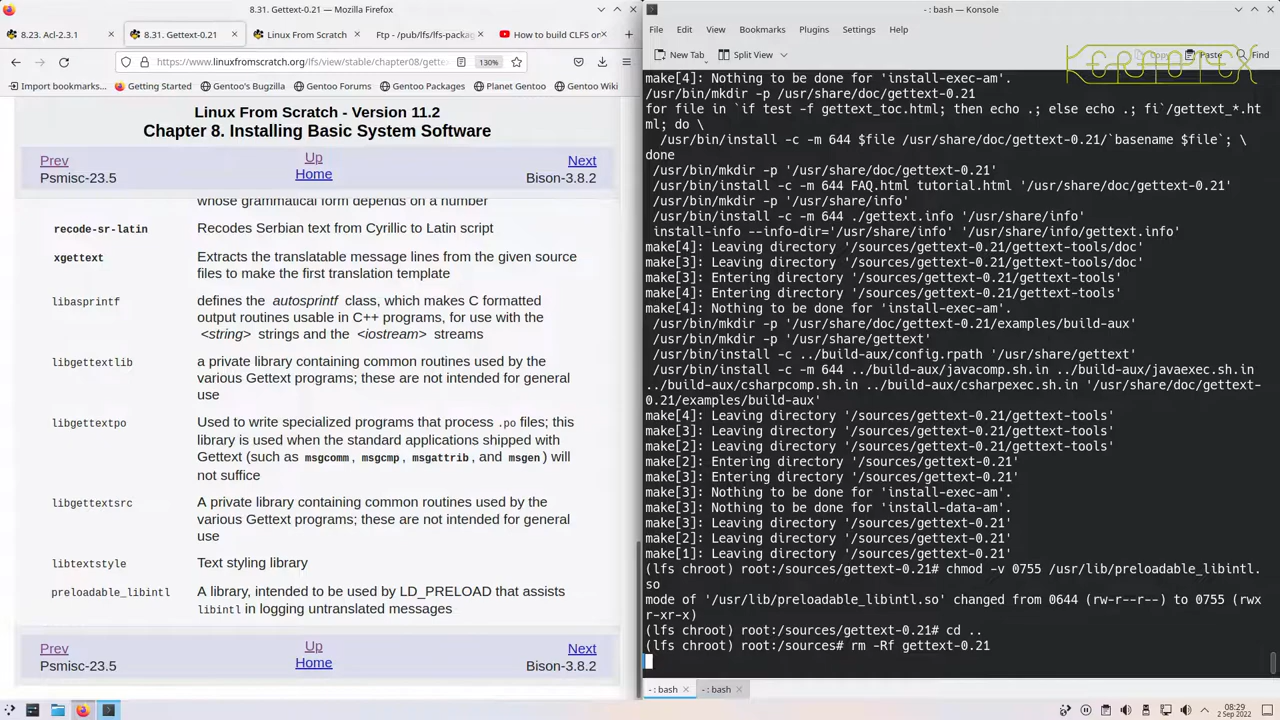 8.31. Gettext-0.21 — Mozilla Firefox
8.23. Acl-2.3.1
8.31. Gettext-0.21
Linux From Scratch
Ftp - /pub/lfs/lfs-packag
How to build CLFS on
https://www.linuxfromscratch.org/lfs/view/stable/chapter08/gette
110%
Import bookmarks...
Getting Started
Gentoo's Bugzilla
Gentoo Forums
Gentoo Packages
Planet Gentoo
Gentoo Wiki
Linux From Scratch - Version 11.2
Chapter 8. Installing Basic System Software
Prev
Up
Next
Psmisc-23.5
Home
Bison-3.8.2
whose grammatical form depends on a number
recode-sr-latin
Recodes Serbian text from Cyrillic to Latin script
xgettext
Extracts the translatable message lines from the given source
files to make the first translation template
libasprintf
defines the autosprintf class, which makes C formatted
output routines usable in C++ programs, for use with the
<string> strings and the <iostream> streams
libgettextlib
a private library containing common routines used by the
various Gettext programs; these are not intended for general
use
libgettextpo
Used to write specialized programs that process .po files; this
library is used when the standard applications shipped with
Gettext (such as msgcomm, msgcmp, msgattrib, and msgen) will
not suffice
libgettextsrc
A private library containing common routines used by the
various Gettext programs; these are not intended for general
use
libtextstyle
Text styling library
preloadable_libintl
A library, intended to be used by LD_PRELOAD that assists
libintl in logging untranslated messages
Prev
Up
Next
Psmisc-23.5
Home
Bison-3.8.2
- : bash — Konsole
File
Edit
View
Bookmarks
Plugins
Settings
Help
New Tab
Split View
Copy
Paste
Find
KERNOTEX
make[4]: Nothing to be done for 'install-exec-am'.
/usr/bin/mkdir -p /usr/share/doc/gettext-0.21
for file in `if test -f gettext_toc.html; then echo .; else echo .; fi`/gettext_*.ht
ml; do \
/usr/bin/install -c -m 644 $file /usr/share/doc/gettext-0.21/`basename $file`; \
done
/usr/bin/mkdir -p '/usr/share/doc/gettext-0.21'
/usr/bin/install -c -m 644 FAQ.html tutorial.html '/usr/share/doc/gettext-0.21'
/usr/bin/mkdir -p '/usr/share/info'
/usr/bin/install -c -m 644 ./gettext.info '/usr/share/info'
install-info --info-dir='/usr/share/info' '/usr/share/info/gettext.info'
make[4]: Leaving directory '/sources/gettext-0.21/gettext-tools/doc'
make[3]: Leaving directory '/sources/gettext-0.21/gettext-tools/doc'
make[3]: Entering directory '/sources/gettext-0.21/gettext-tools'
make[4]: Entering directory '/sources/gettext-0.21/gettext-tools'
make[4]: Nothing to be done for 'install-exec-am'.
/usr/bin/mkdir -p '/usr/share/doc/gettext-0.21/examples/build-aux'
/usr/bin/mkdir -p '/usr/share/gettext'
/usr/bin/install -c ../build-aux/config.rpath '/usr/share/gettext'
/usr/bin/install -c -m 644 ../build-aux/javacomp.sh.in ../build-aux/javaexec.sh.in
../build-aux/csharpcomp.sh.in ../build-aux/csharpexec.sh.in '/usr/share/doc/gettext-
0.21/examples/build-aux'
make[4]: Leaving directory '/sources/gettext-0.21/gettext-tools'
make[3]: Leaving directory '/sources/gettext-0.21/gettext-tools'
make[2]: Leaving directory '/sources/gettext-0.21/gettext-tools'
make[2]: Entering directory '/sources/gettext-0.21'
make[3]: Entering directory '/sources/gettext-0.21'
make[3]: Nothing to be done for 'install-exec-am'.
make[3]: Nothing to be done for 'install-data-am'.
make[3]: Leaving directory '/sources/gettext-0.21'
make[2]: Leaving directory '/sources/gettext-0.21'
make[1]: Leaving directory '/sources/gettext-0.21'
(lfs chroot) root:/sources/gettext-0.21# chmod -v 0755 /usr/lib/preloadable_libintl.
so
mode of '/usr/lib/preloadable_libintl.so' changed from 0644 (rw-r--r--) to 0755 (rwx
r-xr-x)
(lfs chroot) root:/sources/gettext-0.21# cd ..
(lfs chroot) root:/sources# rm -Rf gettext-0.21
- : bash
- : bash
08:29
2 Sep 2022